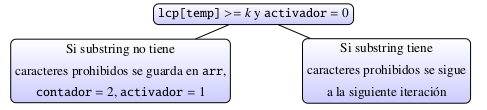 lcp[temp] >= k y activador = 0
Si substring no tiene
caracteres prohibidos se guarda en arr,
contador = 2, activador = 1
Si substring tiene
caracteres prohibidos se sigue
a la siguiente iteración